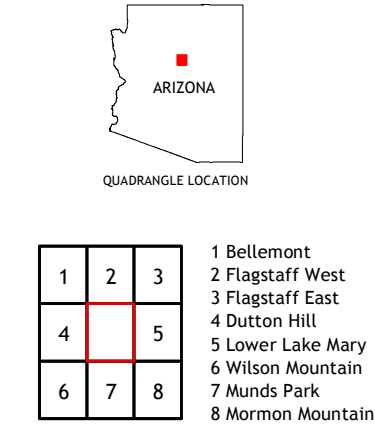 ARIZONA
QUADRANGLE LOCATION
1 2 3
4 5
6 7 8
1 Bellemont
2 Flagstaff West
3 Flagstaff East
4 Dutton Hill
5 Lower Lake Mary
6 Wilson Mountain
7 Munds Park
8 Mormon Mountain